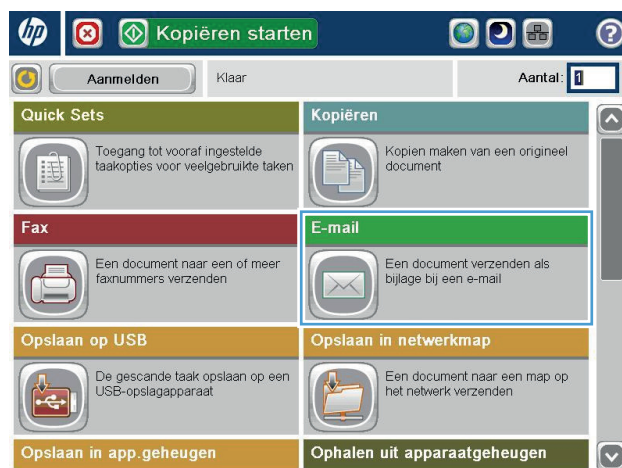 hp
Kopiëren starten
?
Aanmelden
Klaar
Aantal:
1
Quick Sets
Kopiëren
Toegang tot vooraf ingestelde
taakopties voor veelgebruikte taken
Kopien maken van een origineel
document
Fax
E-mail
Een document naar een of meer
faxnummers verzenden
Een document verzenden als
bijlage bij een e-mail
Opslaan op USB
Opslaan in netwerkmap
De gescande taak opslaan op een
USB-opslagapparaat
Een document naar een map op
het netwerk verzenden
Opslaan in app.geheugen
Ophalen uit apparaatgeheugen